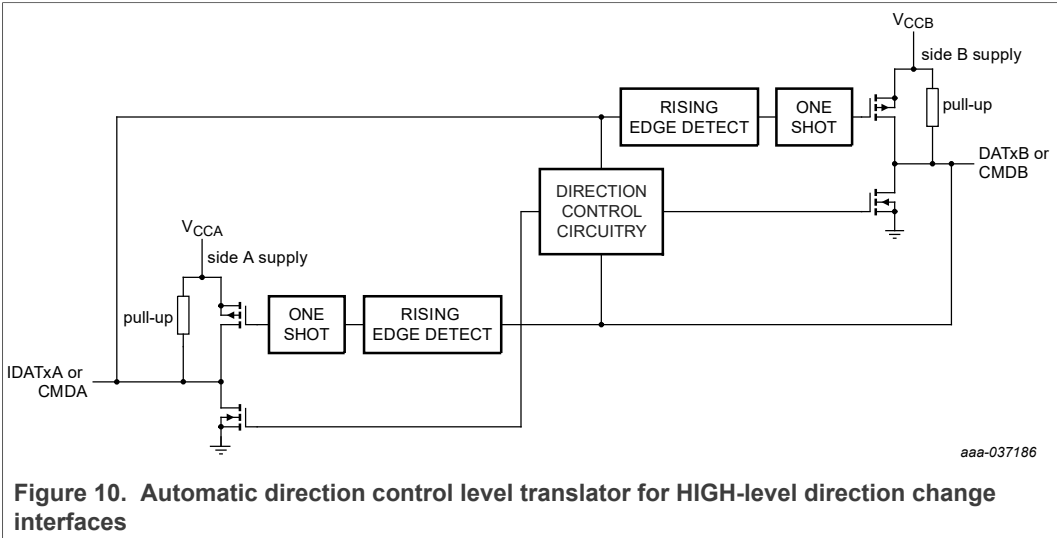 VCCB
side B supply
RISING
EDGE DETECT
ONE
SHOT
pull-up
DATxB or
CMDB
DIRECTION
CONTROL
CIRCUITRY
VCCA
side A supply
pull-up
ONE
SHOT
RISING
EDGE DETECT
IDATxA or
CMDA
aaa-037186
Figure 10. Automatic direction control level translator for HIGH-level direction change
interfaces